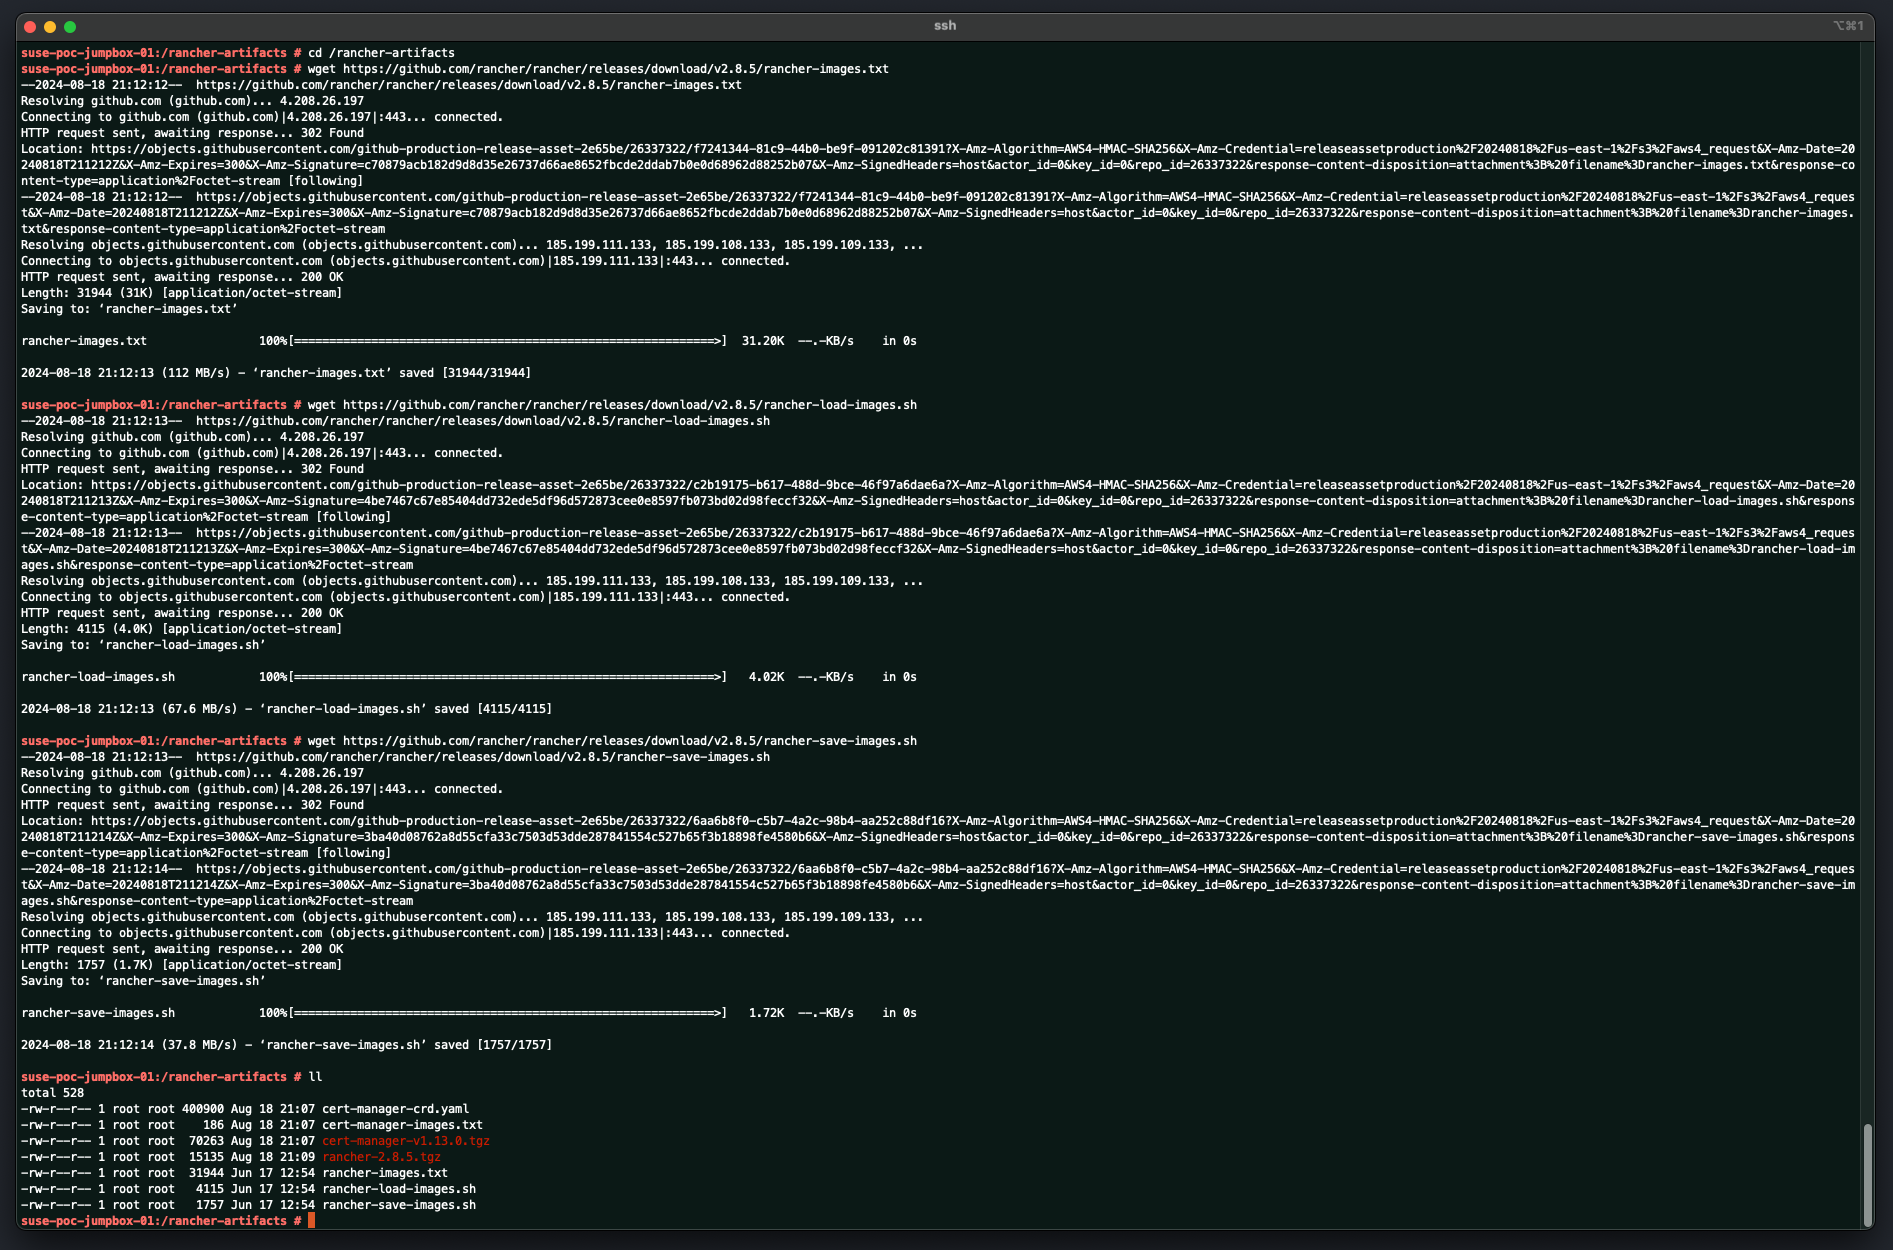 ssh
⌥⌘1
suse-poc-jumpbox-01:/rancher-artifacts # cd /rancher-artifacts
suse-poc-jumpbox-01:/rancher-artifacts # wget https://github.com/rancher/rancher/releases/download/v2.8.5/rancher-images.txt
--2024-08-18 21:12:12--  https://github.com/rancher/rancher/releases/download/v2.8.5/rancher-images.txt
Resolving github.com (github.com)... 4.208.26.197
Connecting to github.com (github.com)|4.208.26.197|:443... connected.
HTTP request sent, awaiting response... 302 Found
Location: https://objects.githubusercontent.com/github-production-release-asset-2e65be/26337322/f7241344-81c9-44b0-be9f-091202c81391?X-Amz-Algorithm=AWS4-HMAC-SHA256&X-Amz-Credential=releaseassetproduction%2F20240818%2Fus-east-1%2Fs3%2Faws4_request&X-Amz-Date=20
240818T211212Z&X-Amz-Expires=300&X-Amz-Signature=c70879acb182d9d8d35e26737d66ae8652fbcde2ddab7b0e0d68962d88252b07&X-Amz-SignedHeaders=host&actor_id=0&key_id=0&repo_id=26337322&response-content-disposition=attachment%3B%20filename%3Drancher-images.txt&response-co
ntent-type=application%2Foctet-stream [following]
--2024-08-18 21:12:12--  https://objects.githubusercontent.com/github-production-release-asset-2e65be/26337322/f7241344-81c9-44b0-be9f-091202c81391?X-Amz-Algorithm=AWS4-HMAC-SHA256&X-Amz-Credential=releaseassetproduction%2F20240818%2Fus-east-1%2Fs3%2Faws4_reques
t&X-Amz-Date=20240818T211212Z&X-Amz-Expires=300&X-Amz-Signature=c70879acb182d9d8d35e26737d66ae8652fbcde2ddab7b0e0d68962d88252b07&X-Amz-SignedHeaders=host&actor_id=0&key_id=0&repo_id=26337322&response-content-disposition=attachment%3B%20filename%3Drancher-images.
txt&response-content-type=application%2Foctet-stream
Resolving objects.githubusercontent.com (objects.githubusercontent.com)... 185.199.111.133, 185.199.108.133, 185.199.109.133, ...
Connecting to objects.githubusercontent.com (objects.githubusercontent.com)|185.199.111.133|:443... connected.
HTTP request sent, awaiting response... 200 OK
Length: 31944 (31K) [application/octet-stream]
Saving to: ‘rancher-images.txt’
rancher-images.txt                100%[============================================================>]  31.20K  --.-KB/s    in 0s
2024-08-18 21:12:13 (112 MB/s) - ‘rancher-images.txt’ saved [31944/31944]
suse-poc-jumpbox-01:/rancher-artifacts # wget https://github.com/rancher/rancher/releases/download/v2.8.5/rancher-load-images.sh
--2024-08-18 21:12:13--  https://github.com/rancher/rancher/releases/download/v2.8.5/rancher-load-images.sh
Resolving github.com (github.com)... 4.208.26.197
Connecting to github.com (github.com)|4.208.26.197|:443... connected.
HTTP request sent, awaiting response... 302 Found
Location: https://objects.githubusercontent.com/github-production-release-asset-2e65be/26337322/c2b19175-b617-488d-9bce-46f97a6dae6a?X-Amz-Algorithm=AWS4-HMAC-SHA256&X-Amz-Credential=releaseassetproduction%2F20240818%2Fus-east-1%2Fs3%2Faws4_request&X-Amz-Date=20
240818T211213Z&X-Amz-Expires=300&X-Amz-Signature=4be7467c67e85404dd732ede5df96d572873cee0e8597fb073bd02d98feccf32&X-Amz-SignedHeaders=host&actor_id=0&key_id=0&repo_id=26337322&response-content-disposition=attachment%3B%20filename%3Drancher-load-images.sh&respons
e-content-type=application%2Foctet-stream [following]
--2024-08-18 21:12:13--  https://objects.githubusercontent.com/github-production-release-asset-2e65be/26337322/c2b19175-b617-488d-9bce-46f97a6dae6a?X-Amz-Algorithm=AWS4-HMAC-SHA256&X-Amz-Credential=releaseassetproduction%2F20240818%2Fus-east-1%2Fs3%2Faws4_reques
t&X-Amz-Date=20240818T211213Z&X-Amz-Expires=300&X-Amz-Signature=4be7467c67e85404dd732ede5df96d572873cee0e8597fb073bd02d98feccf32&X-Amz-SignedHeaders=host&actor_id=0&key_id=0&repo_id=26337322&response-content-disposition=attachment%3B%20filename%3Drancher-load-im
ages.sh&response-content-type=application%2Foctet-stream
Resolving objects.githubusercontent.com (objects.githubusercontent.com)... 185.199.111.133, 185.199.108.133, 185.199.109.133, ...
Connecting to objects.githubusercontent.com (objects.githubusercontent.com)|185.199.111.133|:443... connected.
HTTP request sent, awaiting response... 200 OK
Length: 4115 (4.0K) [application/octet-stream]
Saving to: ‘rancher-load-images.sh’
rancher-load-images.sh            100%[============================================================>]   4.02K  --.-KB/s    in 0s
2024-08-18 21:12:13 (67.6 MB/s) - ‘rancher-load-images.sh’ saved [4115/4115]
suse-poc-jumpbox-01:/rancher-artifacts # wget https://github.com/rancher/rancher/releases/download/v2.8.5/rancher-save-images.sh
--2024-08-18 21:12:13--  https://github.com/rancher/rancher/releases/download/v2.8.5/rancher-save-images.sh
Resolving github.com (github.com)... 4.208.26.197
Connecting to github.com (github.com)|4.208.26.197|:443... connected.
HTTP request sent, awaiting response... 302 Found
Location: https://objects.githubusercontent.com/github-production-release-asset-2e65be/26337322/6aa6b8f0-c5b7-4a2c-98b4-aa252c88df16?X-Amz-Algorithm=AWS4-HMAC-SHA256&X-Amz-Credential=releaseassetproduction%2F20240818%2Fus-east-1%2Fs3%2Faws4_request&X-Amz-Date=20
240818T211214Z&X-Amz-Expires=300&X-Amz-Signature=3ba40d08762a8d55cfa33c7503d53dde287841554c527b65f3b18898fe4580b6&X-Amz-SignedHeaders=host&actor_id=0&key_id=0&repo_id=26337322&response-content-disposition=attachment%3B%20filename%3Drancher-save-images.sh&respons
e-content-type=application%2Foctet-stream [following]
--2024-08-18 21:12:14--  https://objects.githubusercontent.com/github-production-release-asset-2e65be/26337322/6aa6b8f0-c5b7-4a2c-98b4-aa252c88df16?X-Amz-Algorithm=AWS4-HMAC-SHA256&X-Amz-Credential=releaseassetproduction%2F20240818%2Fus-east-1%2Fs3%2Faws4_reques
t&X-Amz-Date=20240818T211214Z&X-Amz-Expires=300&X-Amz-Signature=3ba40d08762a8d55cfa33c7503d53dde287841554c527b65f3b18898fe4580b6&X-Amz-SignedHeaders=host&actor_id=0&key_id=0&repo_id=26337322&response-content-disposition=attachment%3B%20filename%3Drancher-save-im
ages.sh&response-content-type=application%2Foctet-stream
Resolving objects.githubusercontent.com (objects.githubusercontent.com)... 185.199.111.133, 185.199.108.133, 185.199.109.133, ...
Connecting to objects.githubusercontent.com (objects.githubusercontent.com)|185.199.111.133|:443... connected.
HTTP request sent, awaiting response... 200 OK
Length: 1757 (1.7K) [application/octet-stream]
Saving to: ‘rancher-save-images.sh’
rancher-save-images.sh            100%[============================================================>]   1.72K  --.-KB/s    in 0s
2024-08-18 21:12:14 (37.8 MB/s) - ‘rancher-save-images.sh’ saved [1757/1757]
suse-poc-jumpbox-01:/rancher-artifacts # ll
total 528
-rw-r--r-- 1 root root 400900 Aug 18 21:07 cert-manager-crd.yaml
-rw-r--r-- 1 root root    186 Aug 18 21:07 cert-manager-images.txt
-rw-r--r-- 1 root root  70263 Aug 18 21:07 cert-manager-v1.13.0.tgz
-rw-r--r-- 1 root root  15135 Aug 18 21:09 rancher-2.8.5.tgz
-rw-r--r-- 1 root root  31944 Jun 17 12:54 rancher-images.txt
-rw-r--r-- 1 root root   4115 Jun 17 12:54 rancher-load-images.sh
-rw-r--r-- 1 root root   1757 Jun 17 12:54 rancher-save-images.sh
suse-poc-jumpbox-01:/rancher-artifacts #